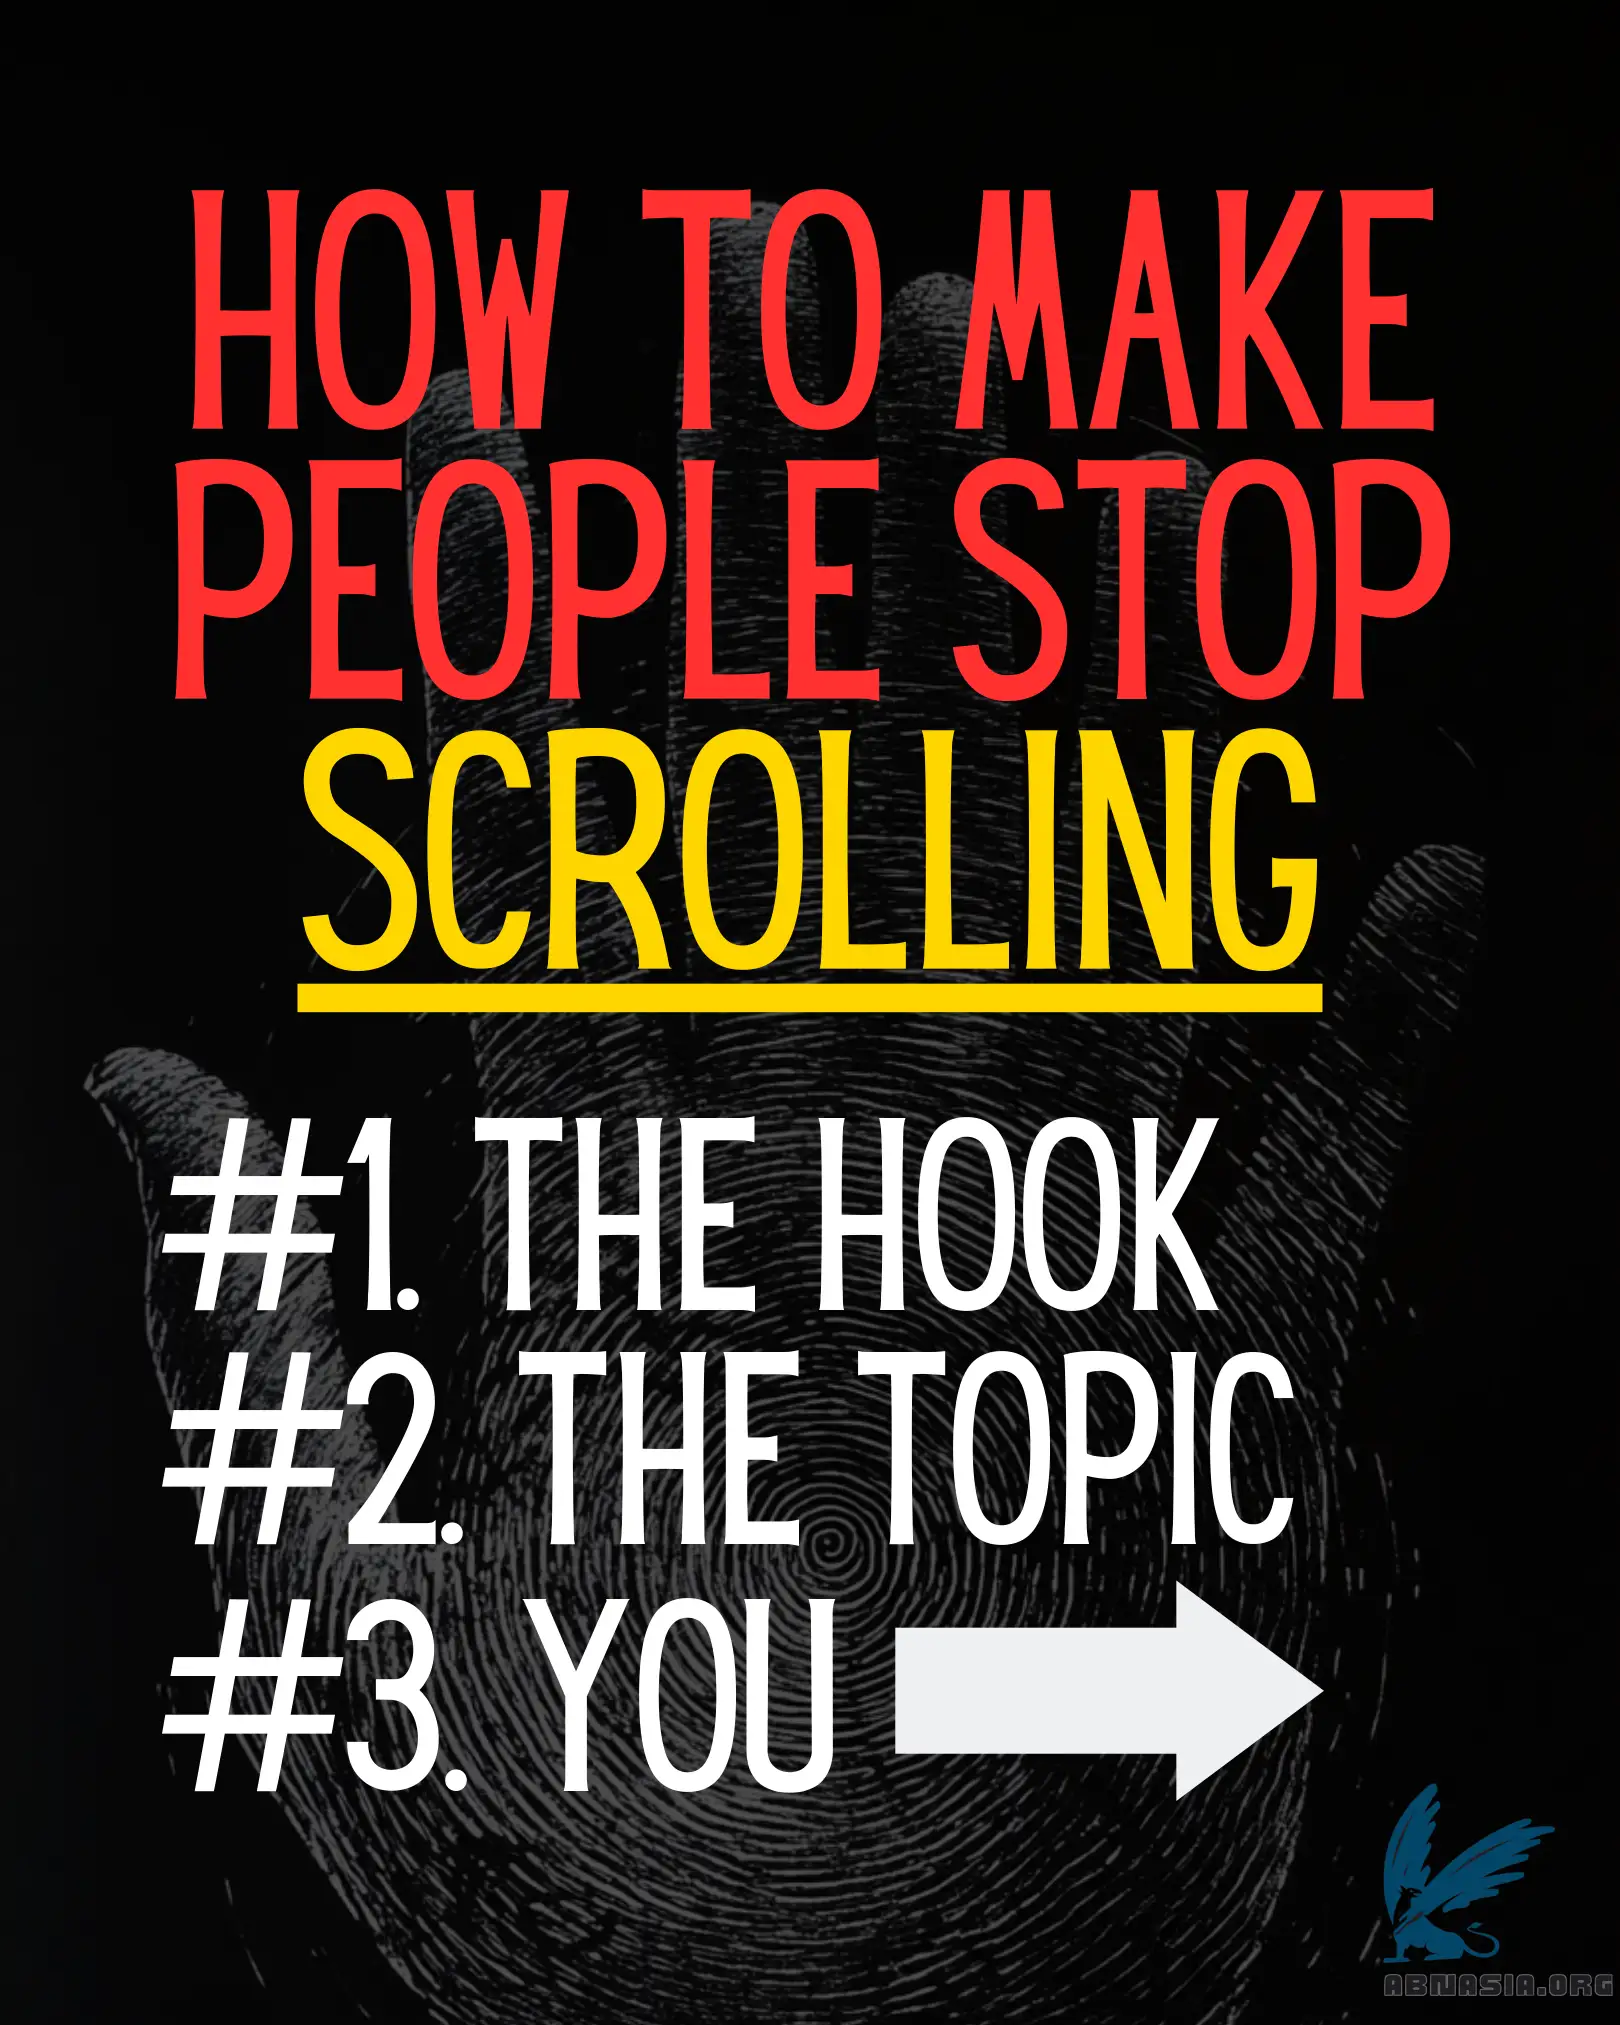 HOW TO MAKE
PEOPLE STOP
SCROLLING
#1. THE HOOK
#2. THE TOPIC
#3. YOU
ABNASIA.ORG